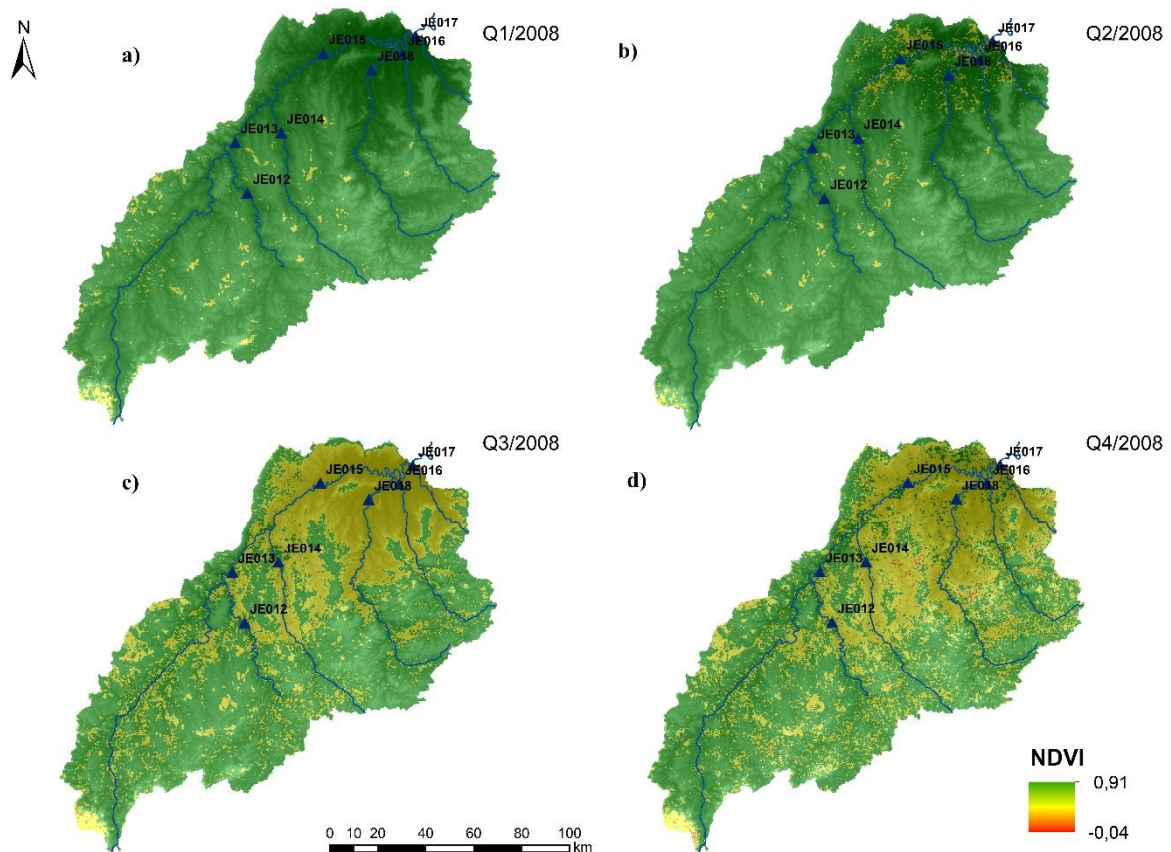 N
a)
Q1/2008
JE017
JE016
JE015
JE018
JE014
JE013
JE012
b)
Q2/2008
JE017
JE016
JE015
JE018
JE014
JE013
JE012
c)
Q3/2008
JE017
JE016
JE015
JE018
JE014
JE013
JE012
d)
Q4/2008
JE017
JE016
JE015
JE018
JE014
JE013
JE012
NDVI
0,91
-0,04
0 10 20 40 60 80 100
km